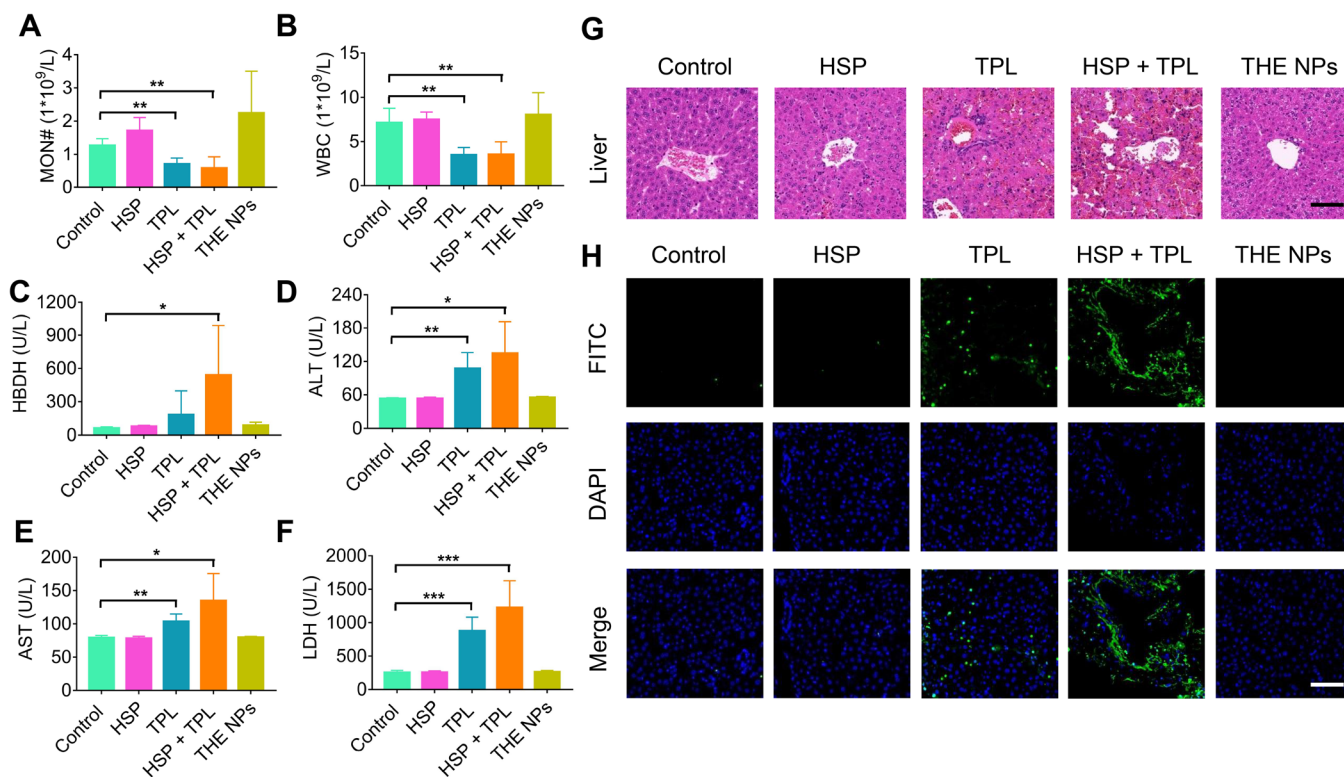 A
MON# (1*10^9/L)
4
3
2
1
0
**
**
Control
HSP
TPL
HSP + TPL
THE NPs
B
WBC (1*10^9/L)
15
10
5
0
**
**
Control
HSP
TPL
HSP + TPL
THE NPs
C
HBDH (U/L)
1200
900
600
300
0
*
Control
HSP
TPL
HSP + TPL
THE NPs
D
ALT (U/L)
240
180
120
60
0
*
**
Control
HSP
TPL
HSP + TPL
THE NPs
E
AST (U/L)
200
150
100
50
0
*
**
Control
HSP
TPL
HSP + TPL
THE NPs
F
LDH (U/L)
2000
1500
1000
500
0
***
***
Control
HSP
TPL
HSP + TPL
THE NPs
G
Control
HSP
TPL
HSP + TPL
THE NPs
Liver
H
Control
HSP
TPL
HSP + TPL
THE NPs
FITC
DAPI
Merge